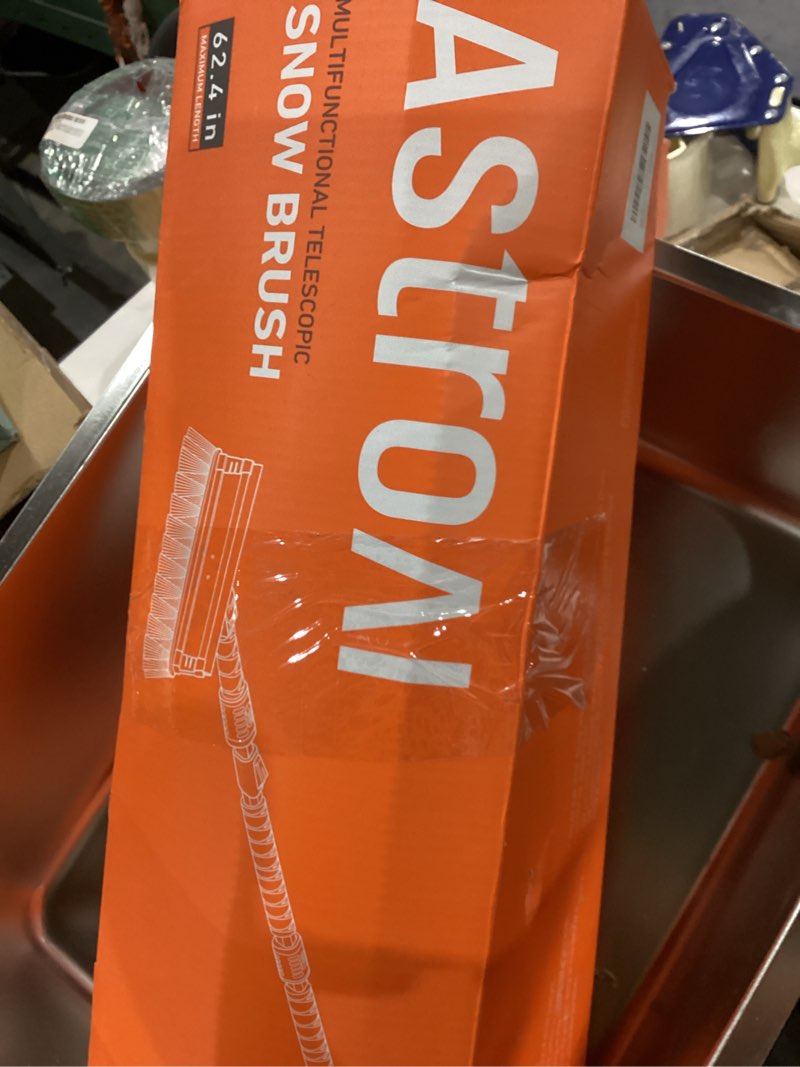 AstroAI
MULTIFUNCTIONAL TELESCOPIC
SNOW BRUSH
62.4 in
MAXIMUM LENGTH